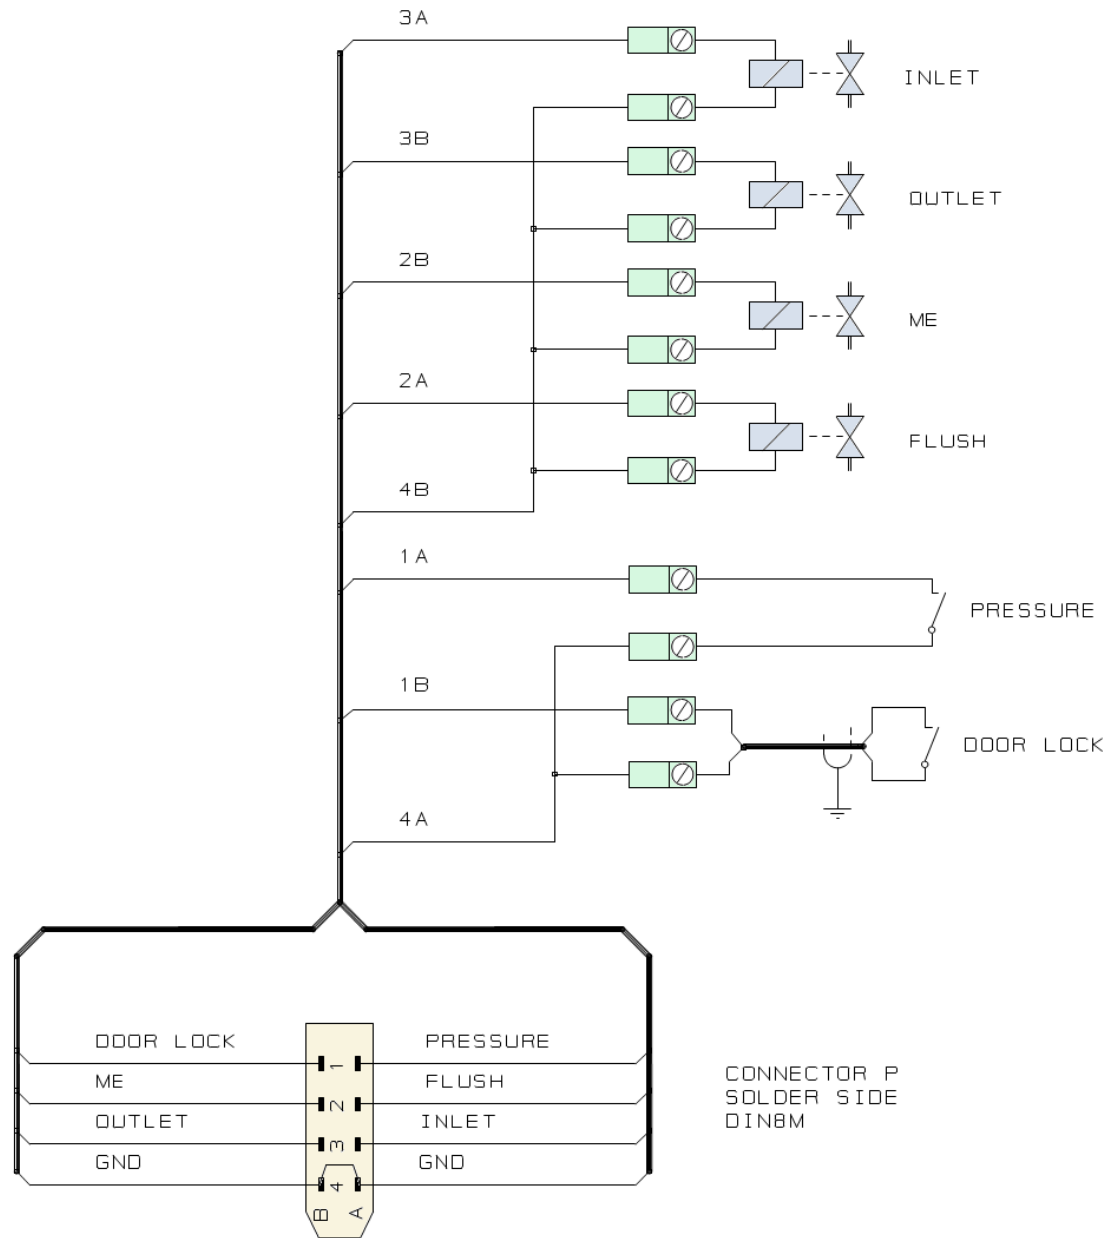 3A
INLET
3B
OUTLET
2B
ME
2A
FLUSH
4B
1A
PRESSURE
1B
DOOR LOCK
4A
DOOR LOCK
1
PRESSURE
ME
2
FLUSH
OUTLET
3
INLET
GND
4
GND
B
A
CONNECTOR P
SOLDER SIDE
DIN8M